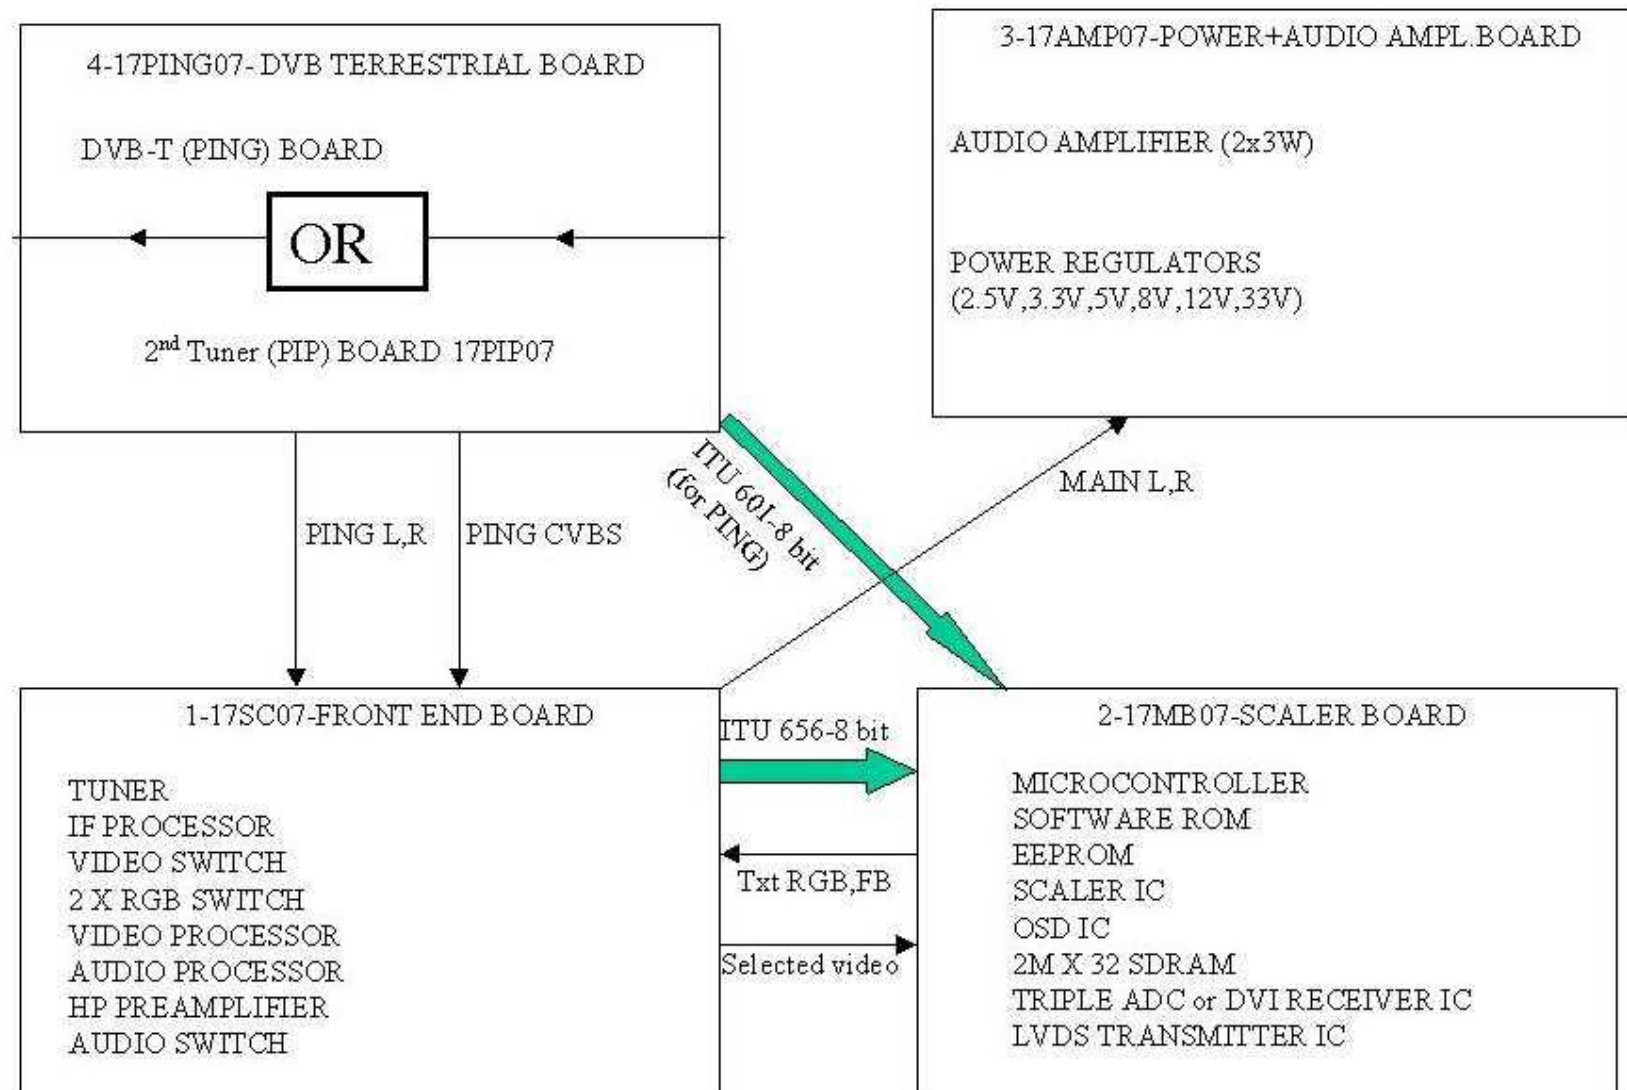 4-17PING07- DVB TERRESTRIAL BOARD
DVB-T (PING) BOARD
OR
2nd Tuner (PIP) BOARD 17PIP07
3-17AMP07-POWER+AUDIO AMPL.BOARD
AUDIO AMPLIFIER (2x3W)
POWER REGULATORS
(2.5V,3.3V,5V,8V,12V,33V)
PING L,R
PING CVBS
ITU 601-8 bit
(for PING)
MAIN L,R
1-17SC07-FRONT END BOARD
TUNER
IF PROCESSOR
VIDEO SWITCH
2 X RGB SWITCH
VIDEO PROCESSOR
AUDIO PROCESSOR
HP PREAMPLIFIER
AUDIO SWITCH
ITU 656-8 bit
Txt RGB,FB
Selected video
2-17MB07-SCALER BOARD
MICROCONTROLLER
SOFTWARE ROM
EEPROM
SCALER IC
OSD IC
2M X 32 SDRAM
TRIPLE ADC or DVI RECEIVER IC
LVDS TRANSMITTER IC